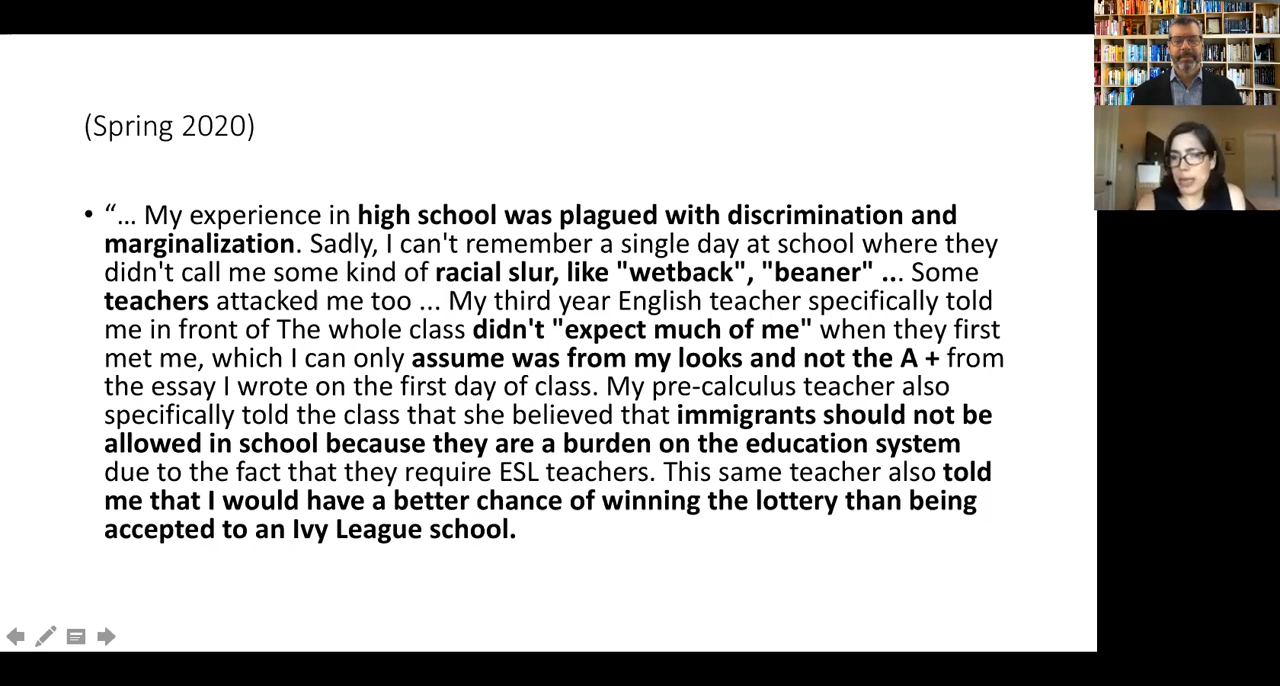 (Spring 2020)
• “... My experience in high school was plagued with discrimination and
marginalization. Sadly, I can't remember a single day at school where they
didn't call me some kind of racial slur, like "wetback", "beaner" ... Some
teachers attacked me too ... My third year English teacher specifically told
me in front of The whole class didn't "expect much of me" when they first
met me, which I can only assume was from my looks and not the A + from
the essay I wrote on the first day of class. My pre-calculus teacher also
specifically told the class that she believed that immigrants should not be
allowed in school because they are a burden on the education system
due to the fact that they require ESL teachers. This same teacher also told
me that I would have a better chance of winning the lottery than being
accepted to an Ivy League school.